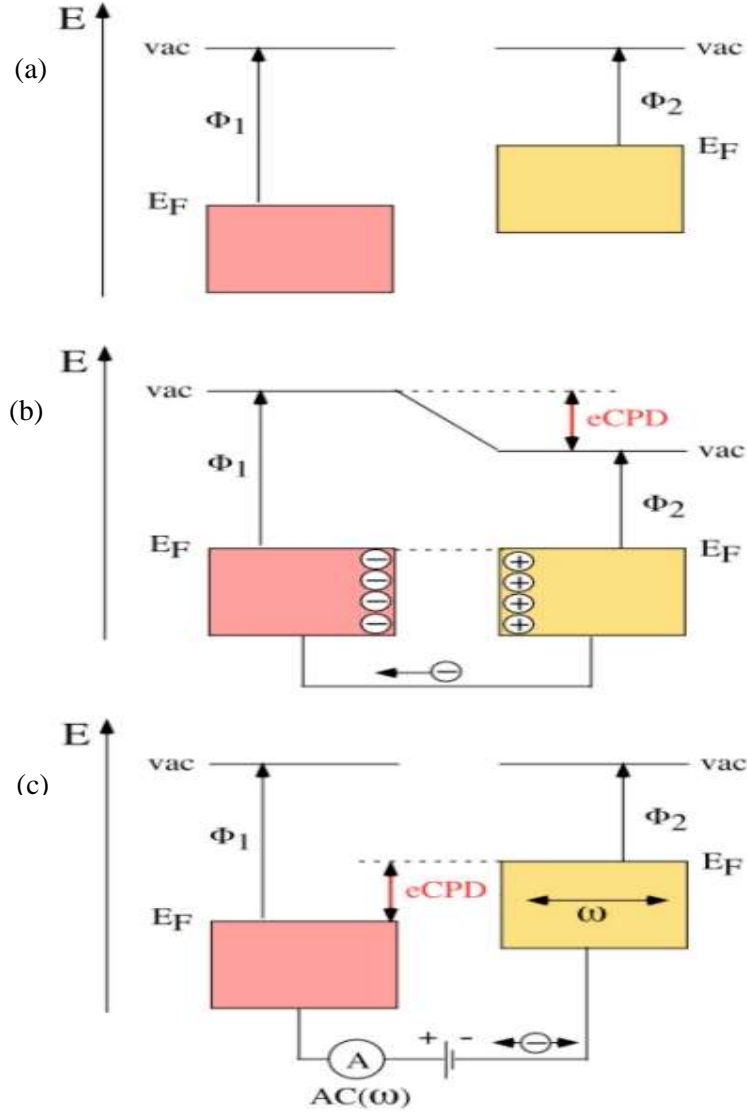 E
(a)
vac
vac
Φ1
Φ2
EF
EF
E
(b)
vac
eCPD
vac
Φ1
Φ2
EF
EF
− +
− +
− +
− +
−
E
(c)
vac
vac
Φ1
Φ2
EF
eCPD
EF
ω
+ - −
A
AC(ω)